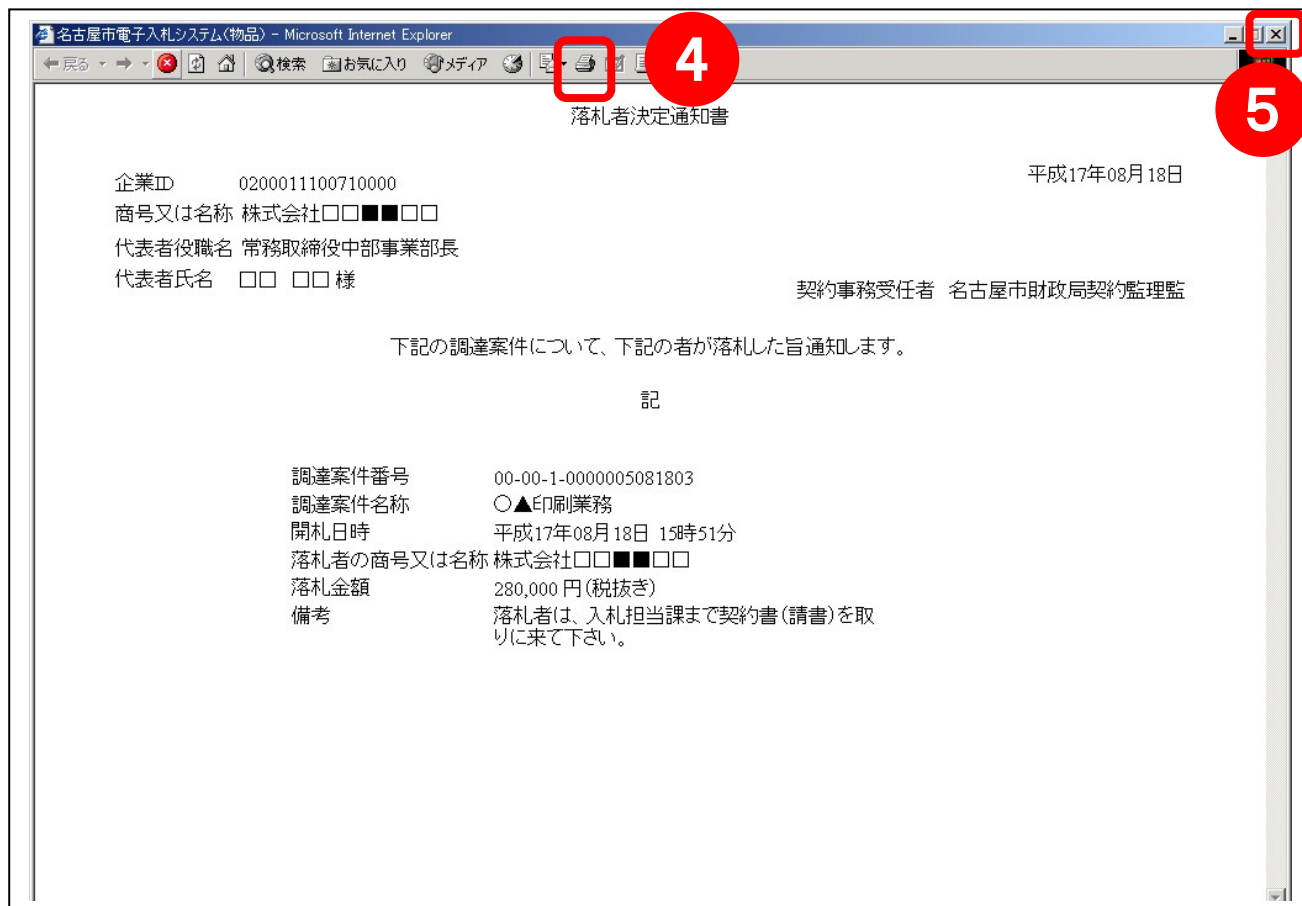 名古屋市電子入札システム(物品) - Microsoft Internet Explorer
戻る 検索 お気に入り メディア
4
5
落札者決定通知書
平成17年08月18日
企業ID 0200011100710000
商号又は名称 株式会社□□■■□□
代表者役職名 常務取締役中部事業部長
代表者氏名 □□ □□ 様
契約事務受任者 名古屋市財政局契約監理監
下記の調達案件について、下記の者が落札した旨通知します。
記
調達案件番号 00-00-1-0000005081803
調達案件名称 ○▲印刷業務
開札日時 平成17年08月18日 15時51分
落札者の商号又は名称 株式会社□□■■□□
落札金額 280,000 円(税抜き)
備考 落札者は、入札担当課まで契約書(請書)を取
りに来て下さい。